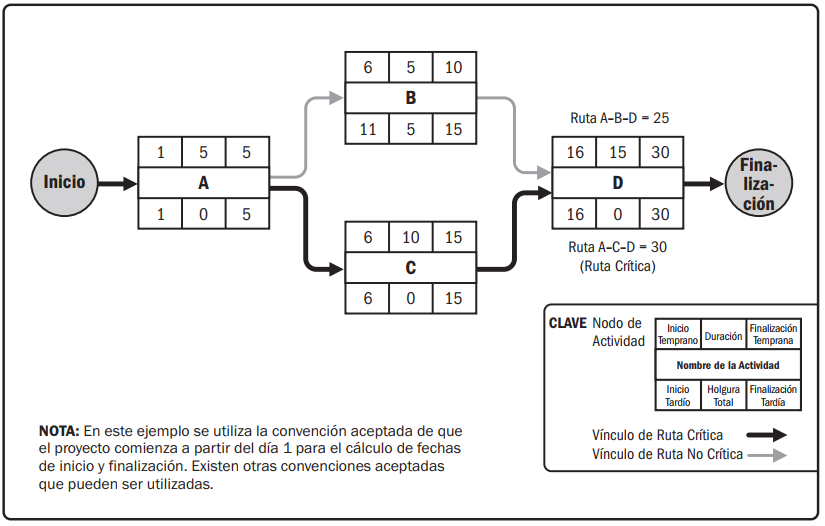 6 5 10
B
11 5 15
Ruta A–B–D = 25
Inicio
1 5 5
A
1 0 5
16 15 30
D
16 0 30
Fina-
liza-
ción
6 10 15
C
6 0 15
Ruta A–C–D = 30
(Ruta Crítica)
CLAVE Nodo de
Actividad
Inicio
Temprano
Duración
Finalización
Temprana
Nombre de la Actividad
Inicio
Tardío
Holgura
Total
Finalización
Tardía
Vínculo de Ruta Crítica
Vínculo de Ruta No Crítica
NOTA: En este ejemplo se utiliza la convención aceptada de que
el proyecto comienza a partir del día 1 para el cálculo de fechas
de inicio y finalización. Existen otras convenciones aceptadas
que pueden ser utilizadas.